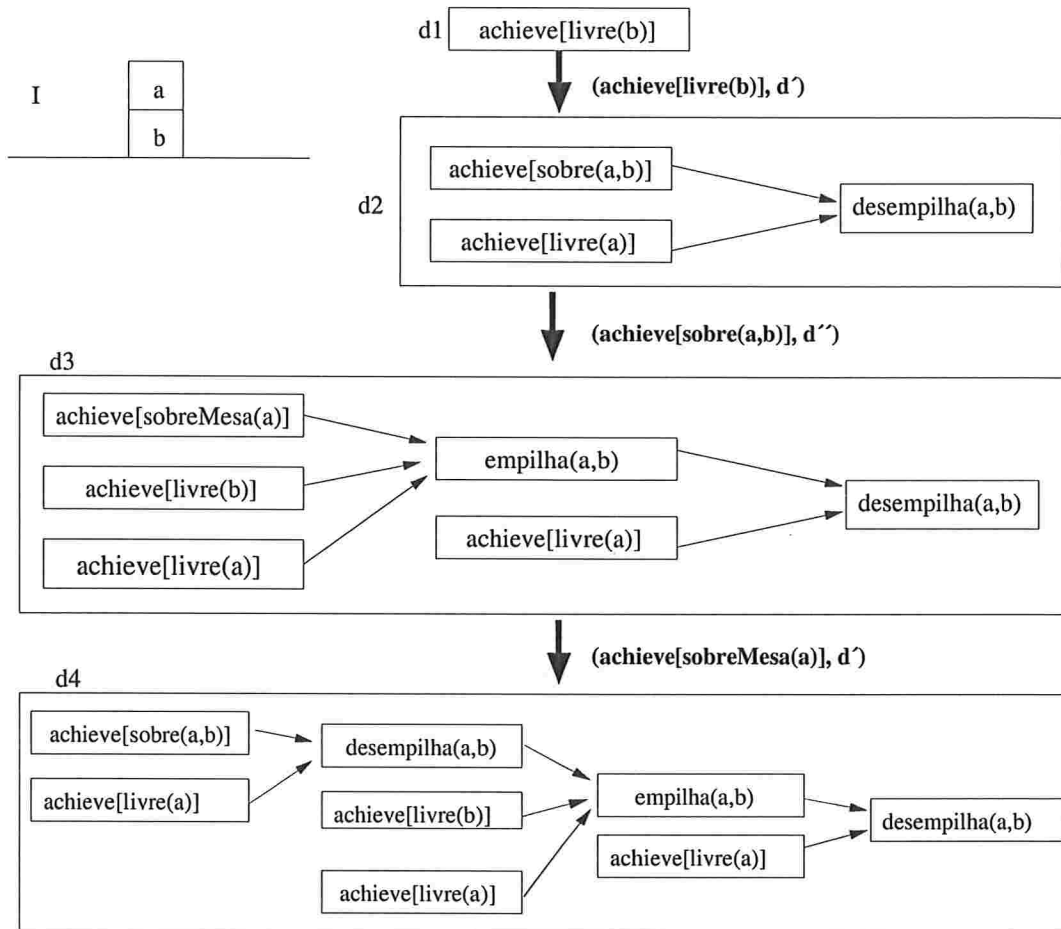 d1
achieve[livre(b)]
I
a
b
(achieve[livre(b)], d´)
d2
achieve[sobre(a,b)]
desempilha(a,b)
achieve[livre(a)]
(achieve[sobre(a,b)], d´´)
d3
achieve[sobreMesa(a)]
empilha(a,b)
achieve[livre(b)]
desempilha(a,b)
achieve[livre(a)]
achieve[livre(a)]
(achieve[sobreMesa(a)], d´)
d4
achieve[sobre(a,b)]
desempilha(a,b)
achieve[livre(a)]
empilha(a,b)
achieve[livre(b)]
desempilha(a,b)
achieve[livre(a)]
achieve[livre(a)]